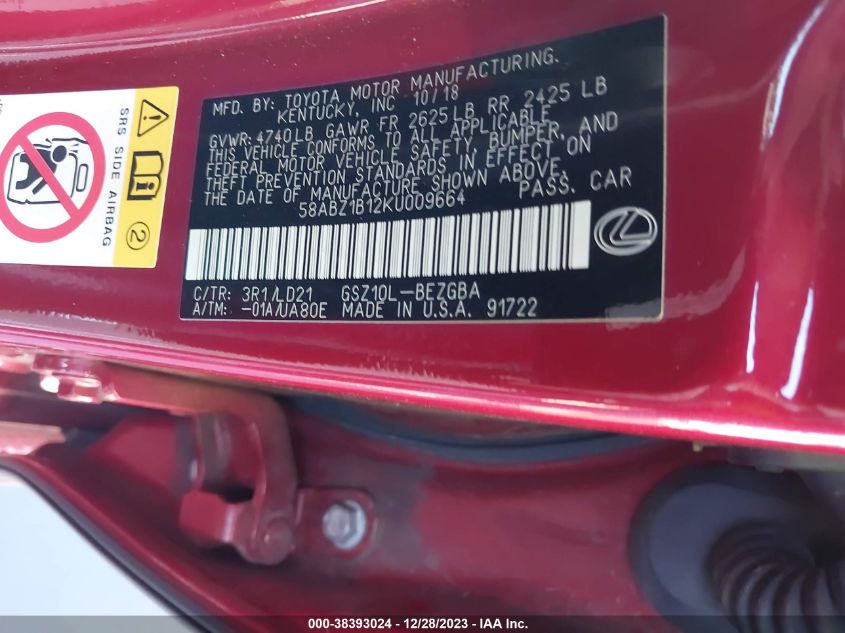 MFD. BY: TOYOTA MOTOR MANUFACTURING.
KENTUCKY, INC 10/18
GVWR: 4740LB GAWR FR 2625LB RR 2425 LB
THIS VEHICLE CONFORMS TO ALL APPLICABLE
FEDERAL MOTOR VEHICLE SAFETY, BUMPER, AND
THEFT PREVENTION STANDARDS IN EFFECT ON
THE DATE OF MANUFACTURE SHOWN ABOVE.
58ABZ1B12KU009664 PASS. CAR
C/TR: 3R1/LD21 GSZ10L-BEZGBA
A/TM: -01A/UA80E MADE IN U.S.A. 91722
SRS SIDE AIRBAG
2
000-38393024 - 12/28/2023 - IAA Inc.